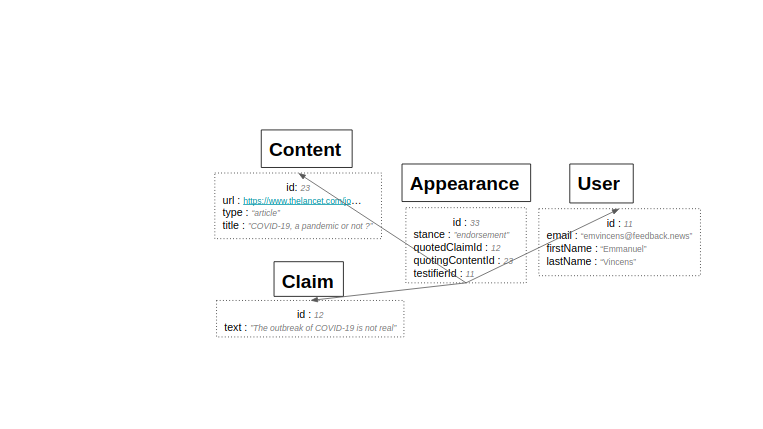 Content
id: 23
url : https://www.thelancet.com/jo...
type : "article"
title : "COVID-19, a pandemic or not ?"
Appearance
id : 33
stance : "endorsement"
quotedClaimId : 12
quotingContentId : 23
testifierId : 11
User
id : 11
email : "emvincens@feedback.news"
firstName : "Emmanuel"
lastName : "Vincens"
Claim
id : 12
text : "The outbreak of COVID-19 is not real"